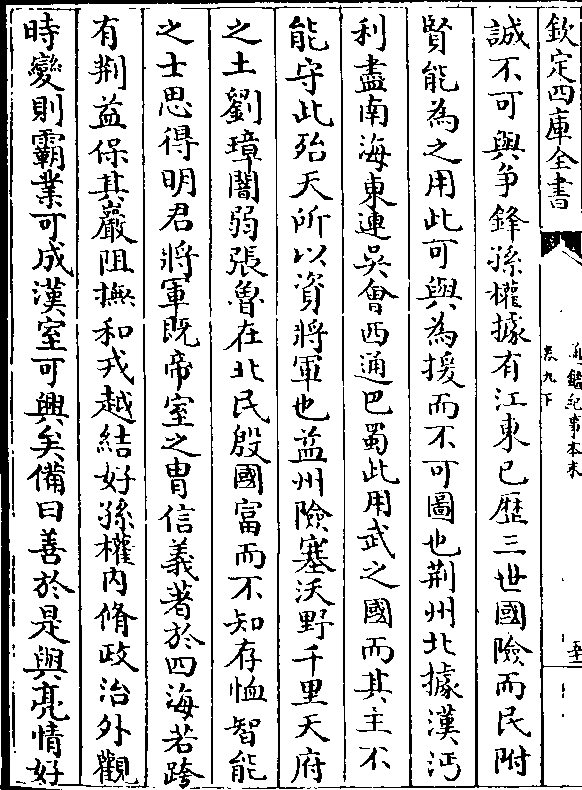 欽定四庫全書
通鑑紀事本末
卷九下
誠不可與争鋒孫權據有江東已歷三世國險而民附
賢能為之用此可與為援而不可圖也荆州北據漢沔
利盡南海東連吳會西通巴蜀此用武之國而其主不
能守此殆天所以資將軍也益州險塞沃野千里天府
之土劉璋闇弱張魯在北民殷國富而不知存恤智能
之士思得明君將軍既帝室之胄信義著於四海若跨
有荆益保其巖阻撫和戎越結好孫權内脩政治外觀
時變則霸業可成漢室可興矣備曰善於是與亮情好